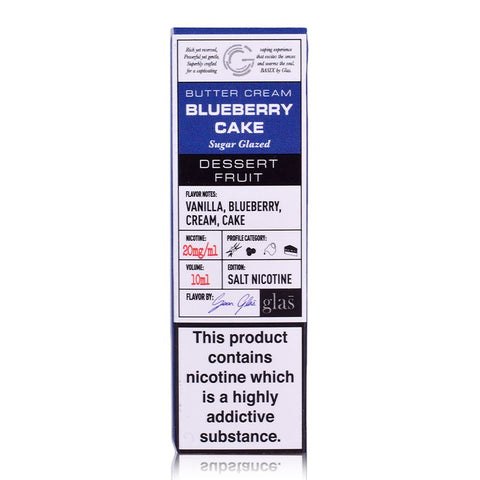 Rich yet reserved,
Powerful yet gentle,
Superbly crafted
for a captivating
vaping experience
that excites the senses
and warms the soul.
BASIX by Glas.
BUTTER CREAM
BLUEBERRY
CAKE
Sugar Glazed
DESSERT
FRUIT
FLAVOR NOTES:
VANILLA, BLUEBERRY,
CREAM, CAKE
NICOTINE:
20mg/ml
PROFILE CATEGORY:
VOLUME:
10ml
EDITION:
SALT NICOTINE
FLAVOR BY:
Sean Glas
glas
This product
contains
nicotine which
is a highly
addictive
substance.